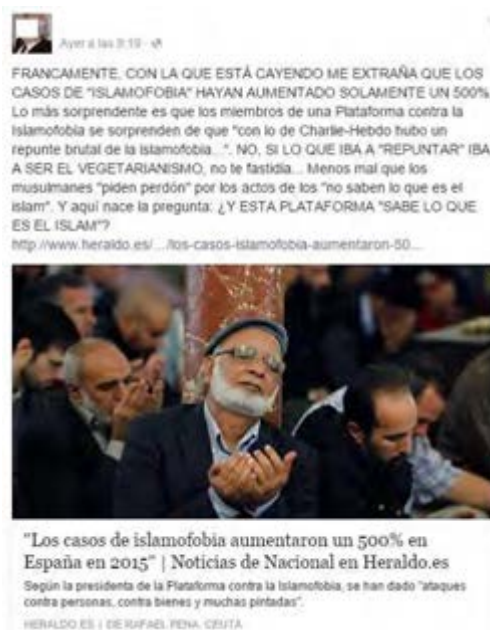 Ayer a las 9:19
FRANCAMENTE, CON LA QUE ESTÁ CAYENDO ME EXTRAÑA QUE LOS
CASOS DE "ISLAMOFOBIA" HAYAN AUMENTADO SOLAMENTE UN 500%
Lo más sorprendente es que los miembros de una Plataforma contra la
Islamofobia se sorprenden de que "con lo de Charlie-Hebdo hubo un
repunte brutal de la islamofobia...". NO, SI LO QUE IBA A "REPUNTAR" IBA
A SER EL VEGETARIANISMO, no te fastidia... Menos mal que los
musulmanes "piden perdón" por los actos de los "no saben lo que es el
islam". Y aquí nace la pregunta: ¿Y ESTA PLATAFORMA "SABE LO QUE
ES EL ISLAM"?
http://www.heraldo.es/.../los-casos-islamofobia-aumentaron-50...
"Los casos de islamofobia aumentaron un 500% en
España en 2015" | Noticias de Nacional en Heraldo.es
Según la presidenta de la Plataforma contra la Islamofobia, se han dado "ataques
contra personas, contra bienes y muchas pintadas".
HERALDO.ES | DE RAFAEL PEÑA. CEUTA